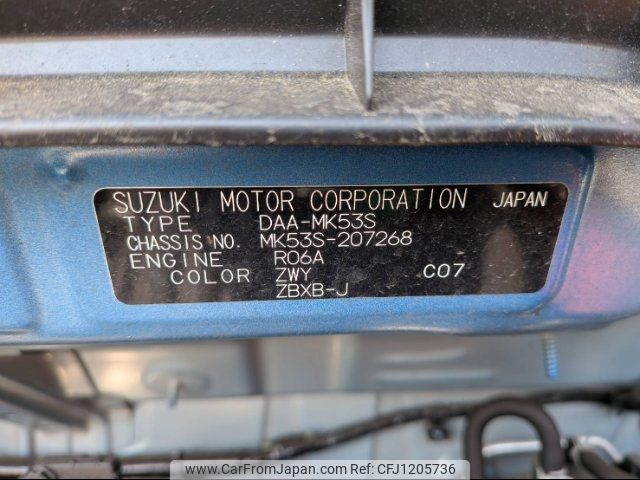 SUZUKI MOTOR CORPORATION JAPAN
TYPE DAA-MK53S
CHASSIS NO. MK53S-207268
ENGINE R06A
COLOR ZWY C07
ZBXB-J
www.CarFromJapan.com | Ref: CFJ1205736